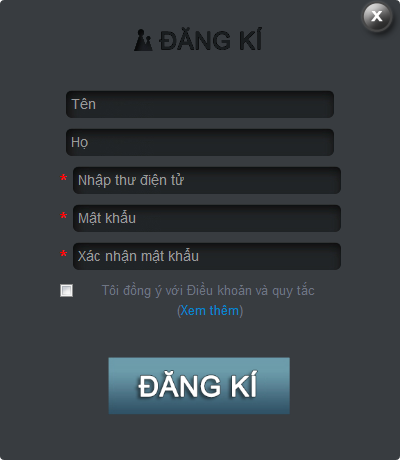 ĐĂNG KÍ
Tên
Họ
* Nhập thư điện tử
* Mật khẩu
* Xác nhận mật khẩu
Tôi đồng ý với Điều khoản và quy tắc
(Xem thêm)
ĐĂNG KÍ